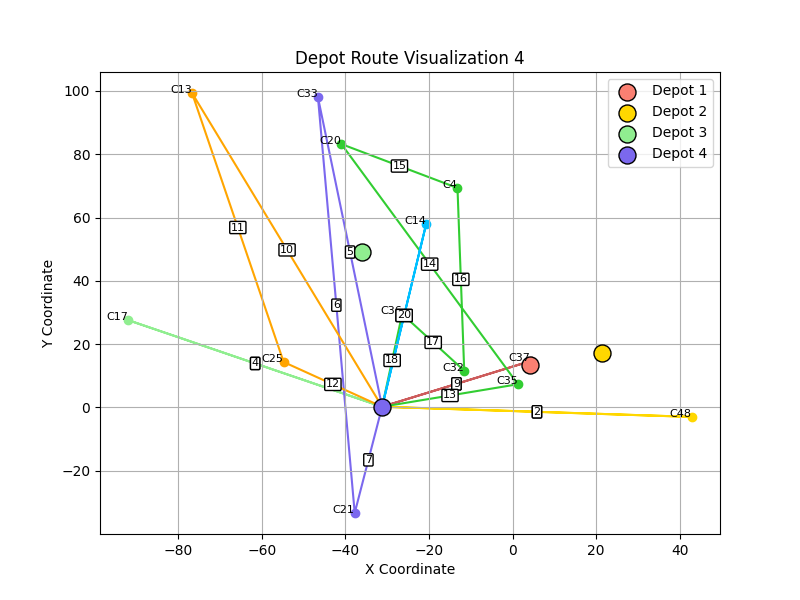 Depot Route Visualization 4
Depot 1
Depot 2
Depot 3
Depot 4
Y Coordinate
100
80
60
40
20
0
−20
C13
C33
C20
15
C4
C14
11
10
5
14
16
6
C36
20
C17
17
18
4
C25
C32
C37
12
9
C35
13
2
C48
7
C21
−80
−60
−40
−20
0
20
40
X Coordinate